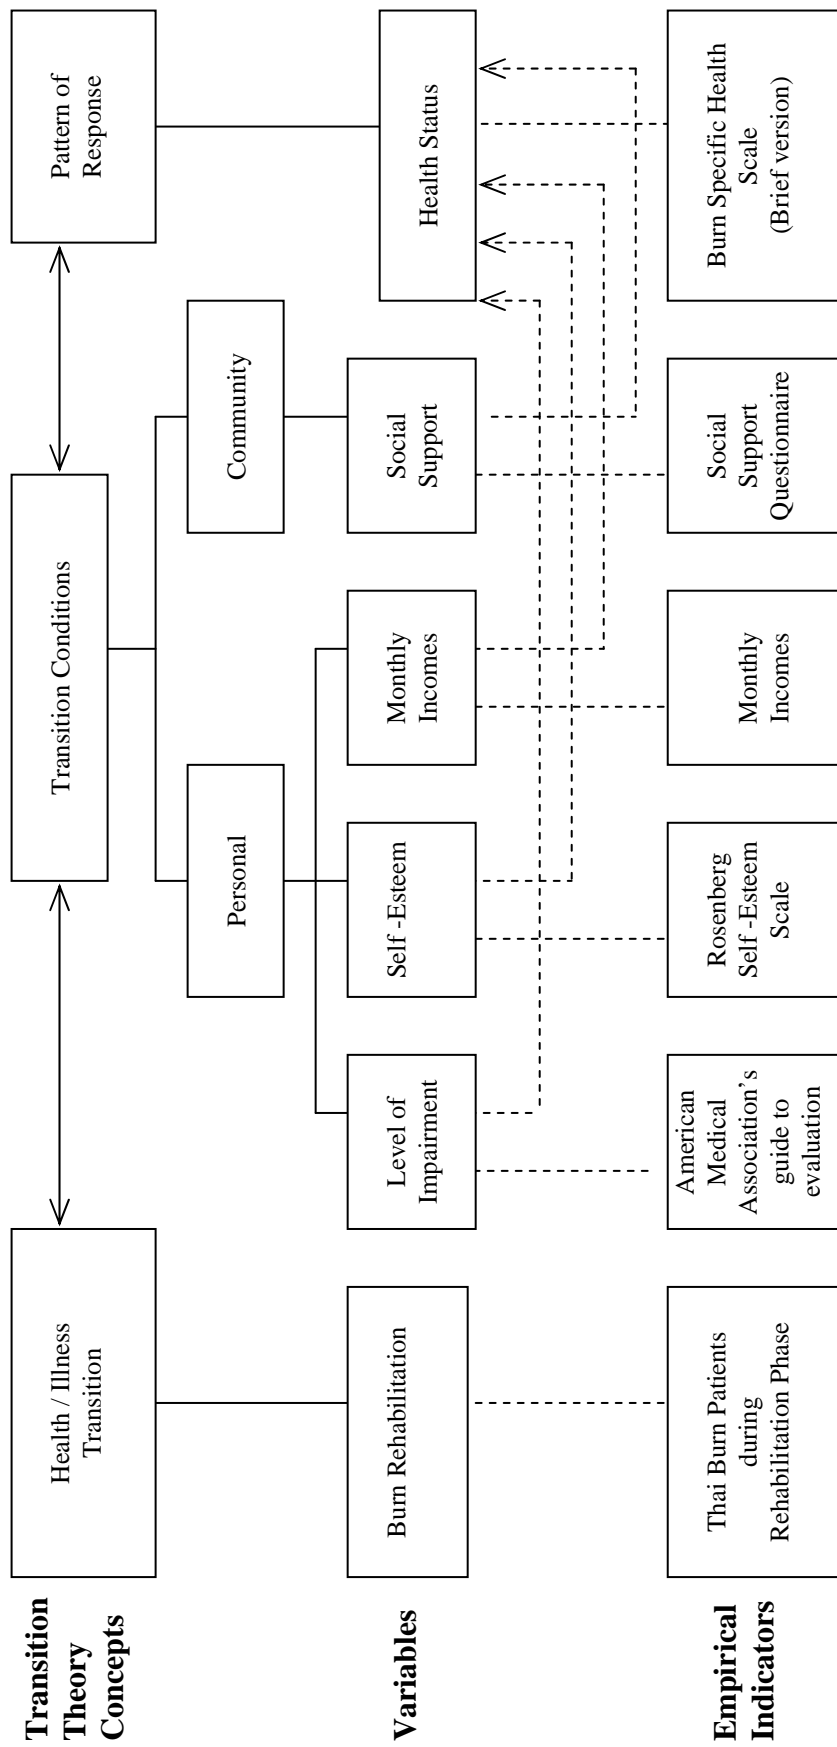 Transition
Theory
Concepts
Health / Illness
Transition
Transition Conditions
Pattern of
Response
Personal
Community
Variables
Burn Rehabilitation
Level of
Impairment
Self -Esteem
Monthly
Incomes
Social
Support
Health Status
Empirical
Indicators
Thai Burn Patients
during
Rehabilitation Phase
American
Medical
Association’s
guide to
evaluation
Rosenberg
Self -Esteem
Scale
Monthly
Incomes
Social
Support
Questionnaire
Burn Specific Health
Scale
(Brief version)